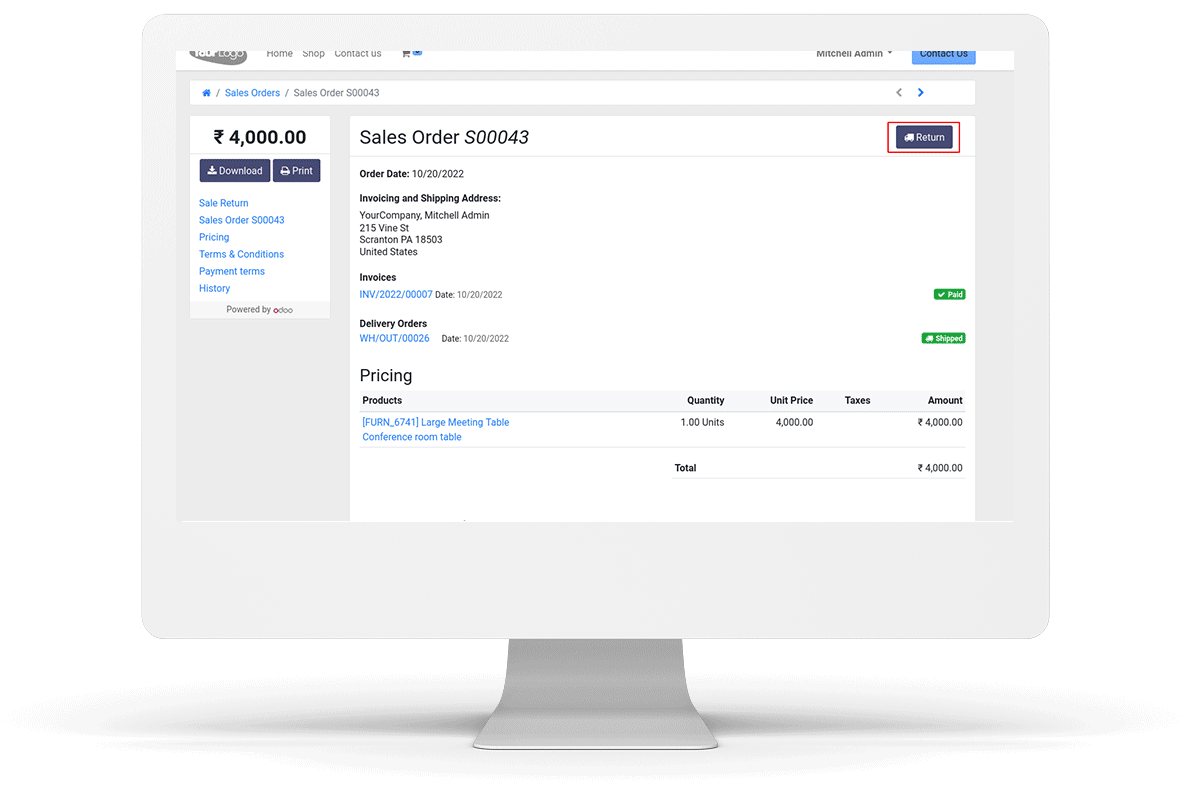 YourLogo Home Shop Contact us Mitchell Admin Contact Us
/ Sales Orders / Sales Order S00043
₹ 4,000.00
Download Print
Sale Return
Sales Order S00043
Pricing
Terms & Conditions
Payment terms
History
Powered by odoo
Sales Order S00043 Return
Order Date: 10/20/2022
Invoicing and Shipping Address:
YourCompany, Mitchell Admin
215 Vine St
Scranton PA 18503
United States
Invoices
INV/2022/00007 Date: 10/20/2022 Paid
Delivery Orders
WH/OUT/00026 Date: 10/20/2022 Shipped
Pricing
Products Quantity Unit Price Taxes Amount
[FURN_6741] Large Meeting Table 1.00 Units 4,000.00 ₹ 4,000.00
Conference room table
Total ₹ 4,000.00